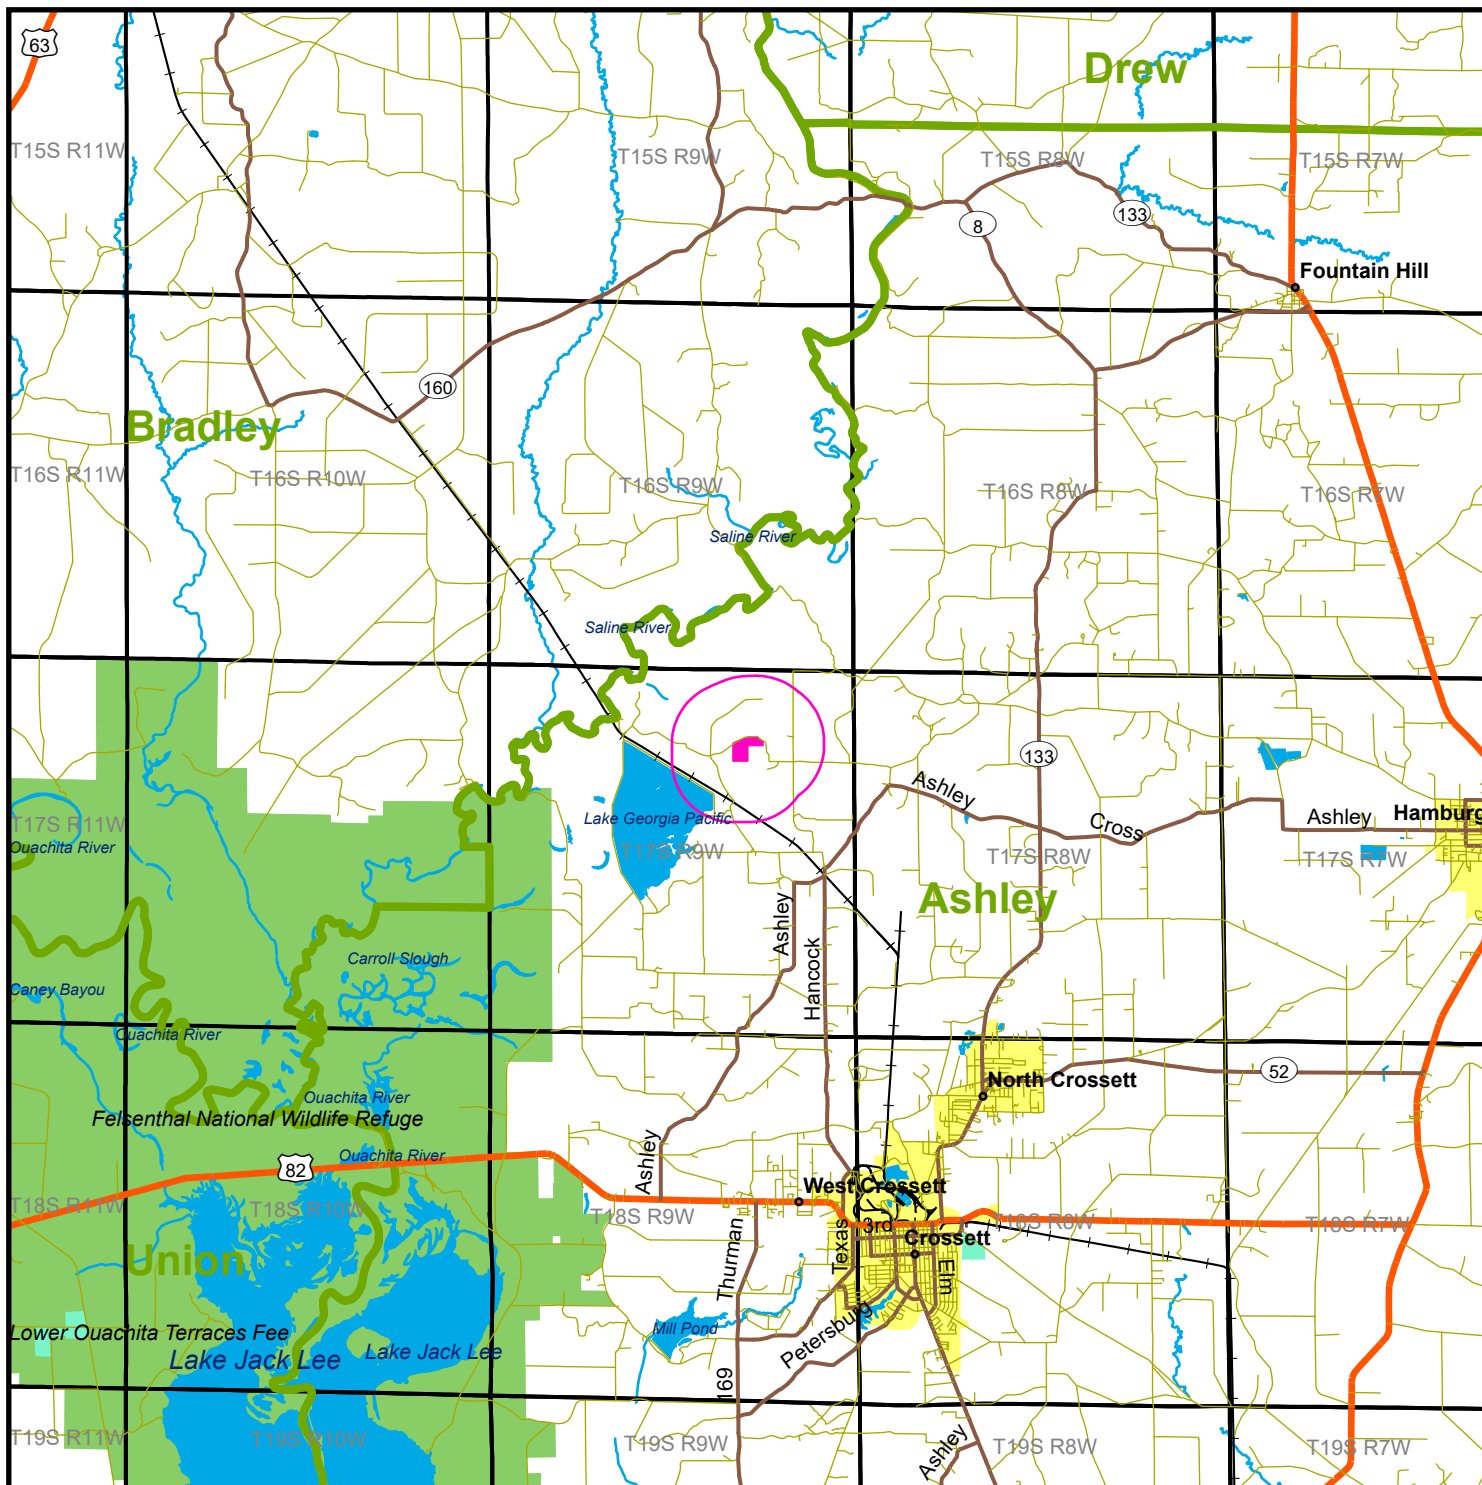 63
Drew
T15S R11W
T15S R9W
T15S R8W
T15S R7W
133
8
Fountain Hill
160
Bradley
T16S R11W
T16S R10W
T16S R9W
T16S R8W
T16S R7W
Saline River
Saline River
133
Ashley
Cross
Ashley
Hamburg
Lake Georgia Pacific
T17S R11W
Ouachita River
T17S R9W
T17S R8W
T17S R7W
Ashley
Ashley
Hancock
Carroll Slough
Caney Bayou
Ouachita River
52
North Crossett
Ouachita River
Felsenthal National Wildlife Refuge
Ouachita River
82
Ashley
West Crossett
T18S R11W
T18S R10W
T18S R9W
3rd
T18S R8W
T18S R7W
Crossett
Texas
Thurman
Elm
Union
Petersburg
Mill Pond
Lower Ouachita Terraces Fee
Lake Jack Lee
Lake Jack Lee
169
T19S R11W
T19S R10W
T19S R9W
Ashley
T19S R8W
T19S R7W